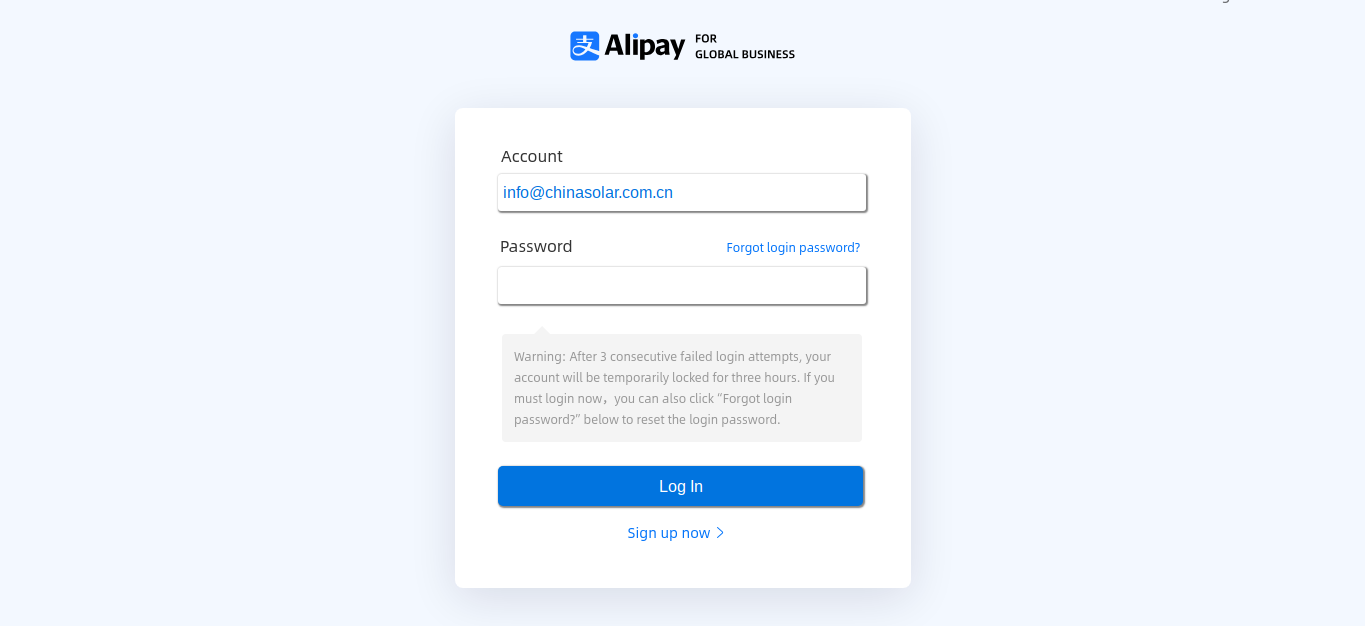 支 Alipay FOR
GLOBAL BUSINESS
Account
info@chinasolar.com.cn
Password Forgot login password?
Warning: After 3 consecutive failed login attempts, your
account will be temporarily locked for three hours. If you
must login now，you can also click “Forgot login
password?” below to reset the login password.
Log In
Sign up now >